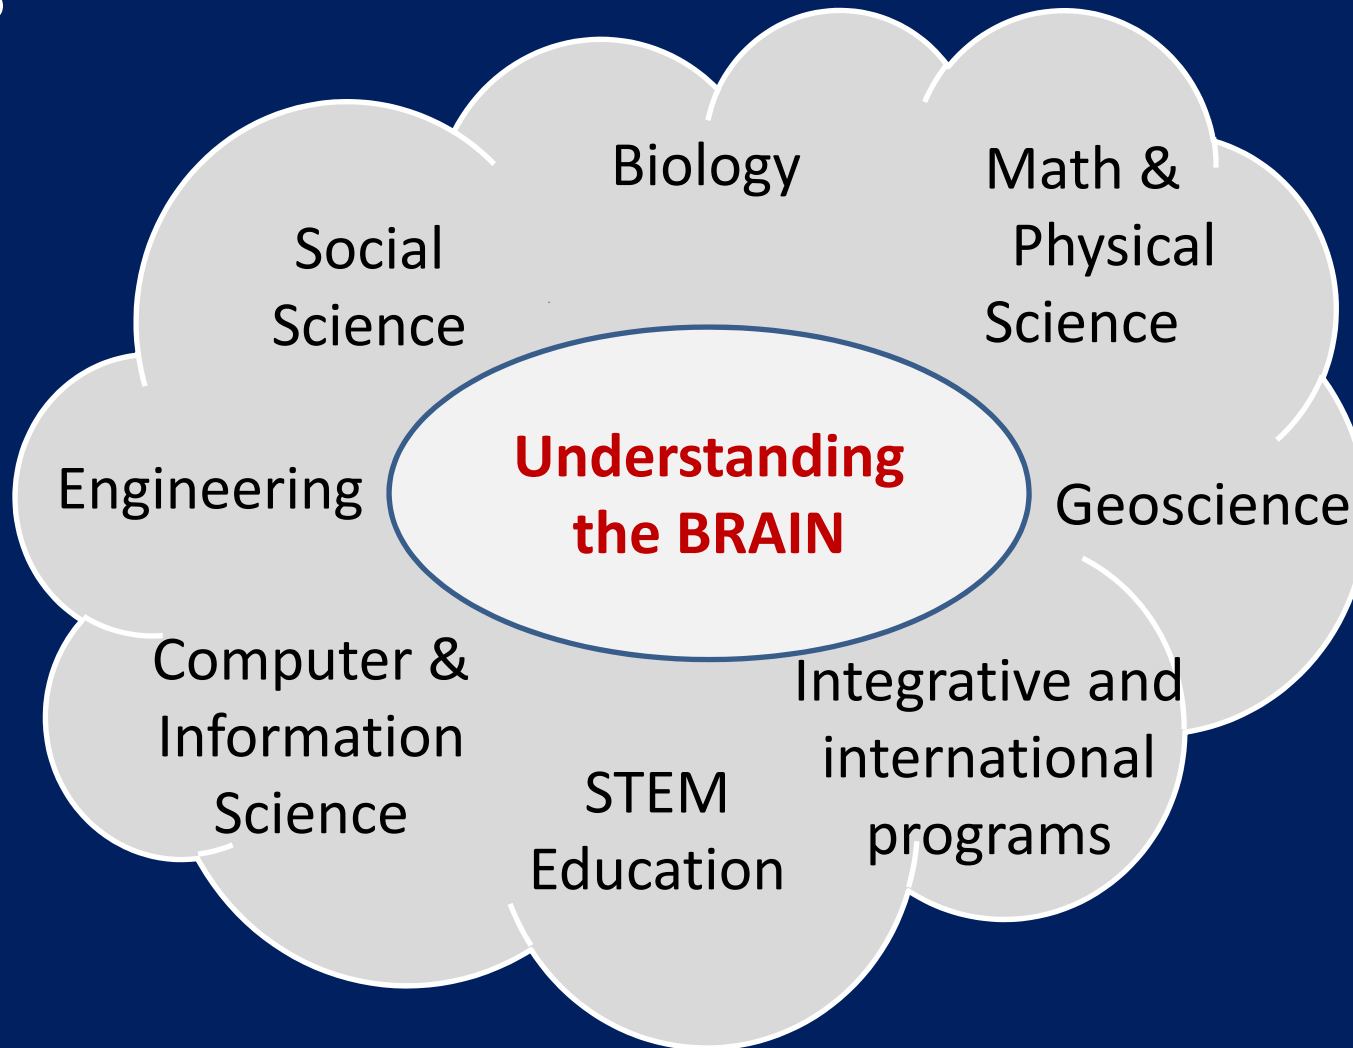 Biology
Math &
Physical
Science
Social
Science
Understanding
the BRAIN
Engineering
Geoscience
Computer &
Information
Science
Integrative and
international
programs
STEM
Education